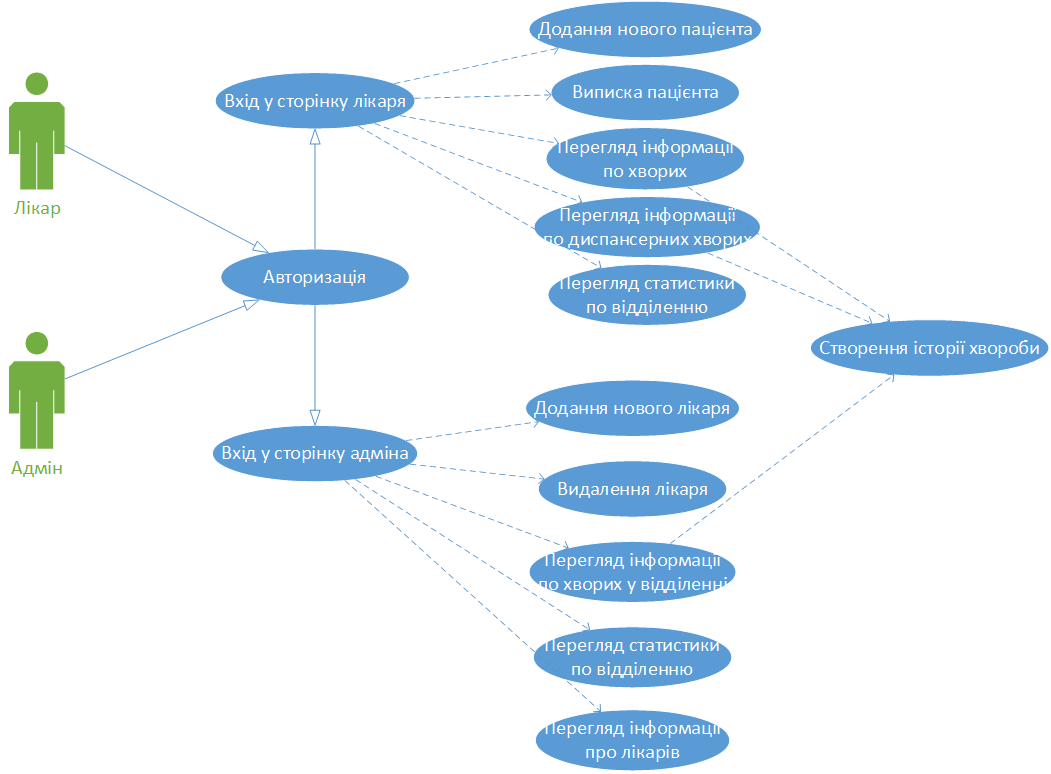 Додання нового пацієнта
Вхід у сторінку лікаря
Виписка пацієнта
Перегляд інформації
по хворих
Лікар
Перегляд інформації
по диспансерних хворих
Авторизація
Перегляд статистики
по відділенню
Створення історії хвороби
Адмін
Додання нового лікаря
Вхід у сторінку адміна
Видалення лікаря
Перегляд інформації
по хворих у відділенні
Перегляд статистики
по відділенню
Перегляд інформації
про лікарів